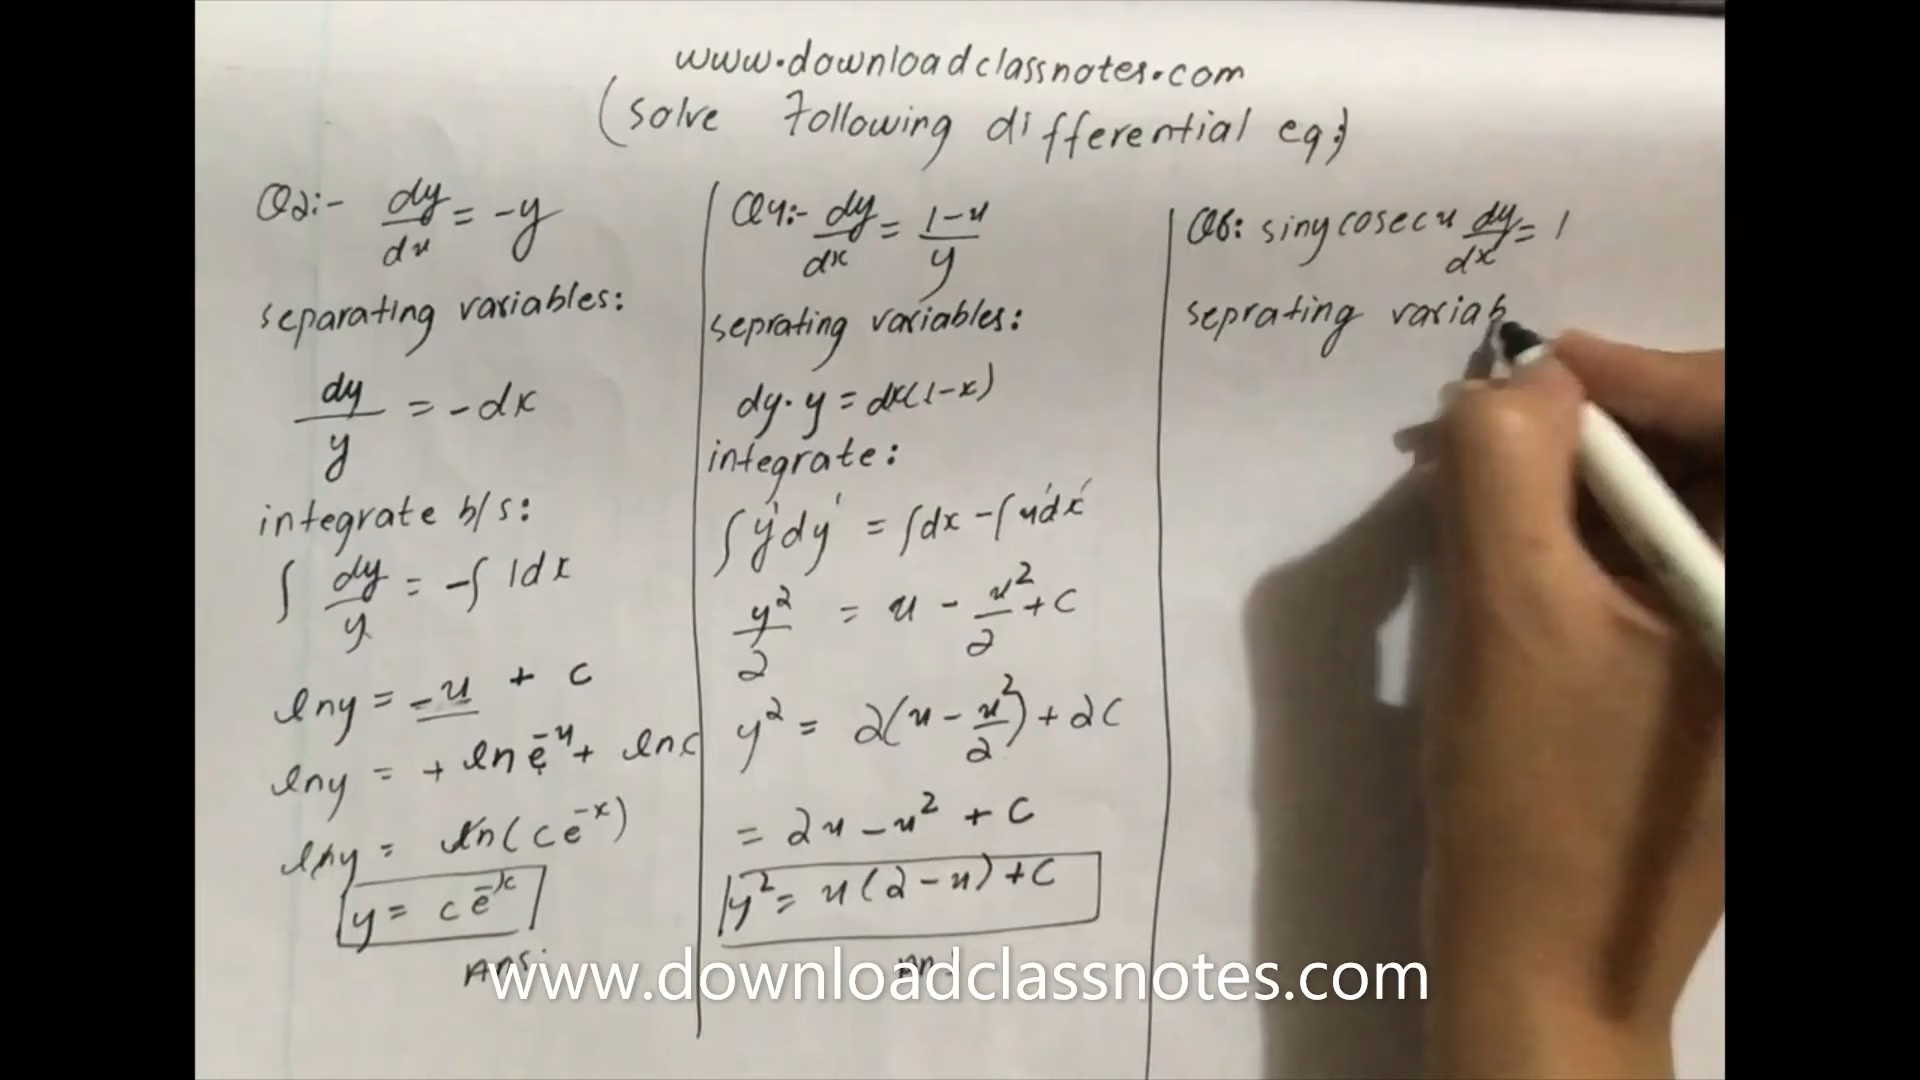 www.downloadclassnotes.com
(solve following differential eq:)
Q2:- dy/dx = -y
separating variables:
dy/y = -dx
integrate b/s:
∫ dy/y = -∫ 1dx
lny = -x + c
lny = + ln e^-x + lnc
lny = ln(ce^-x)
y = ce^-x
Ans:
Q4:- dy/dx = 1-x/y
seprating variables:
dy.y = dx(1-x)
integrate:
∫y'dy' = ∫dx - ∫x'dx'
y²/2 = x - x²/2 + c
y² = 2(x - x²/2) + 2c
= 2x - x² + c
y² = x(2-x) + c
Ans
Q6: siny cosec x dy/dx = 1
seprating variab
www.downloadclassnotes.com